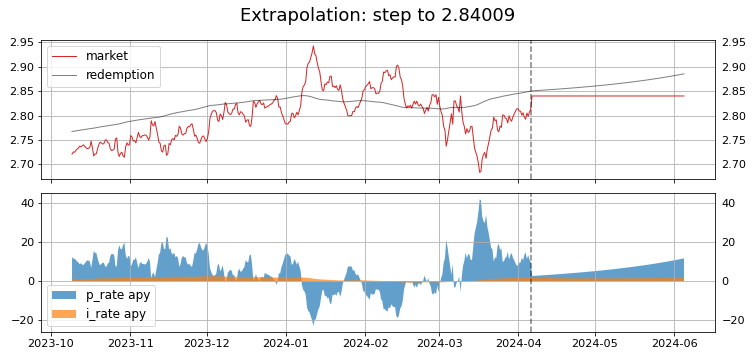 Extrapolation: step to 2.84009
2.95 2.95
market
redemption
2.90 2.90
2.85 2.85
2.80 2.80
2.75 2.75
2.70 2.70
40 40
20 20
0 0
p_rate apy
i_rate apy
−20 −20
2023-10 2023-11 2023-12 2024-01 2024-02 2024-03 2024-04 2024-05 2024-06